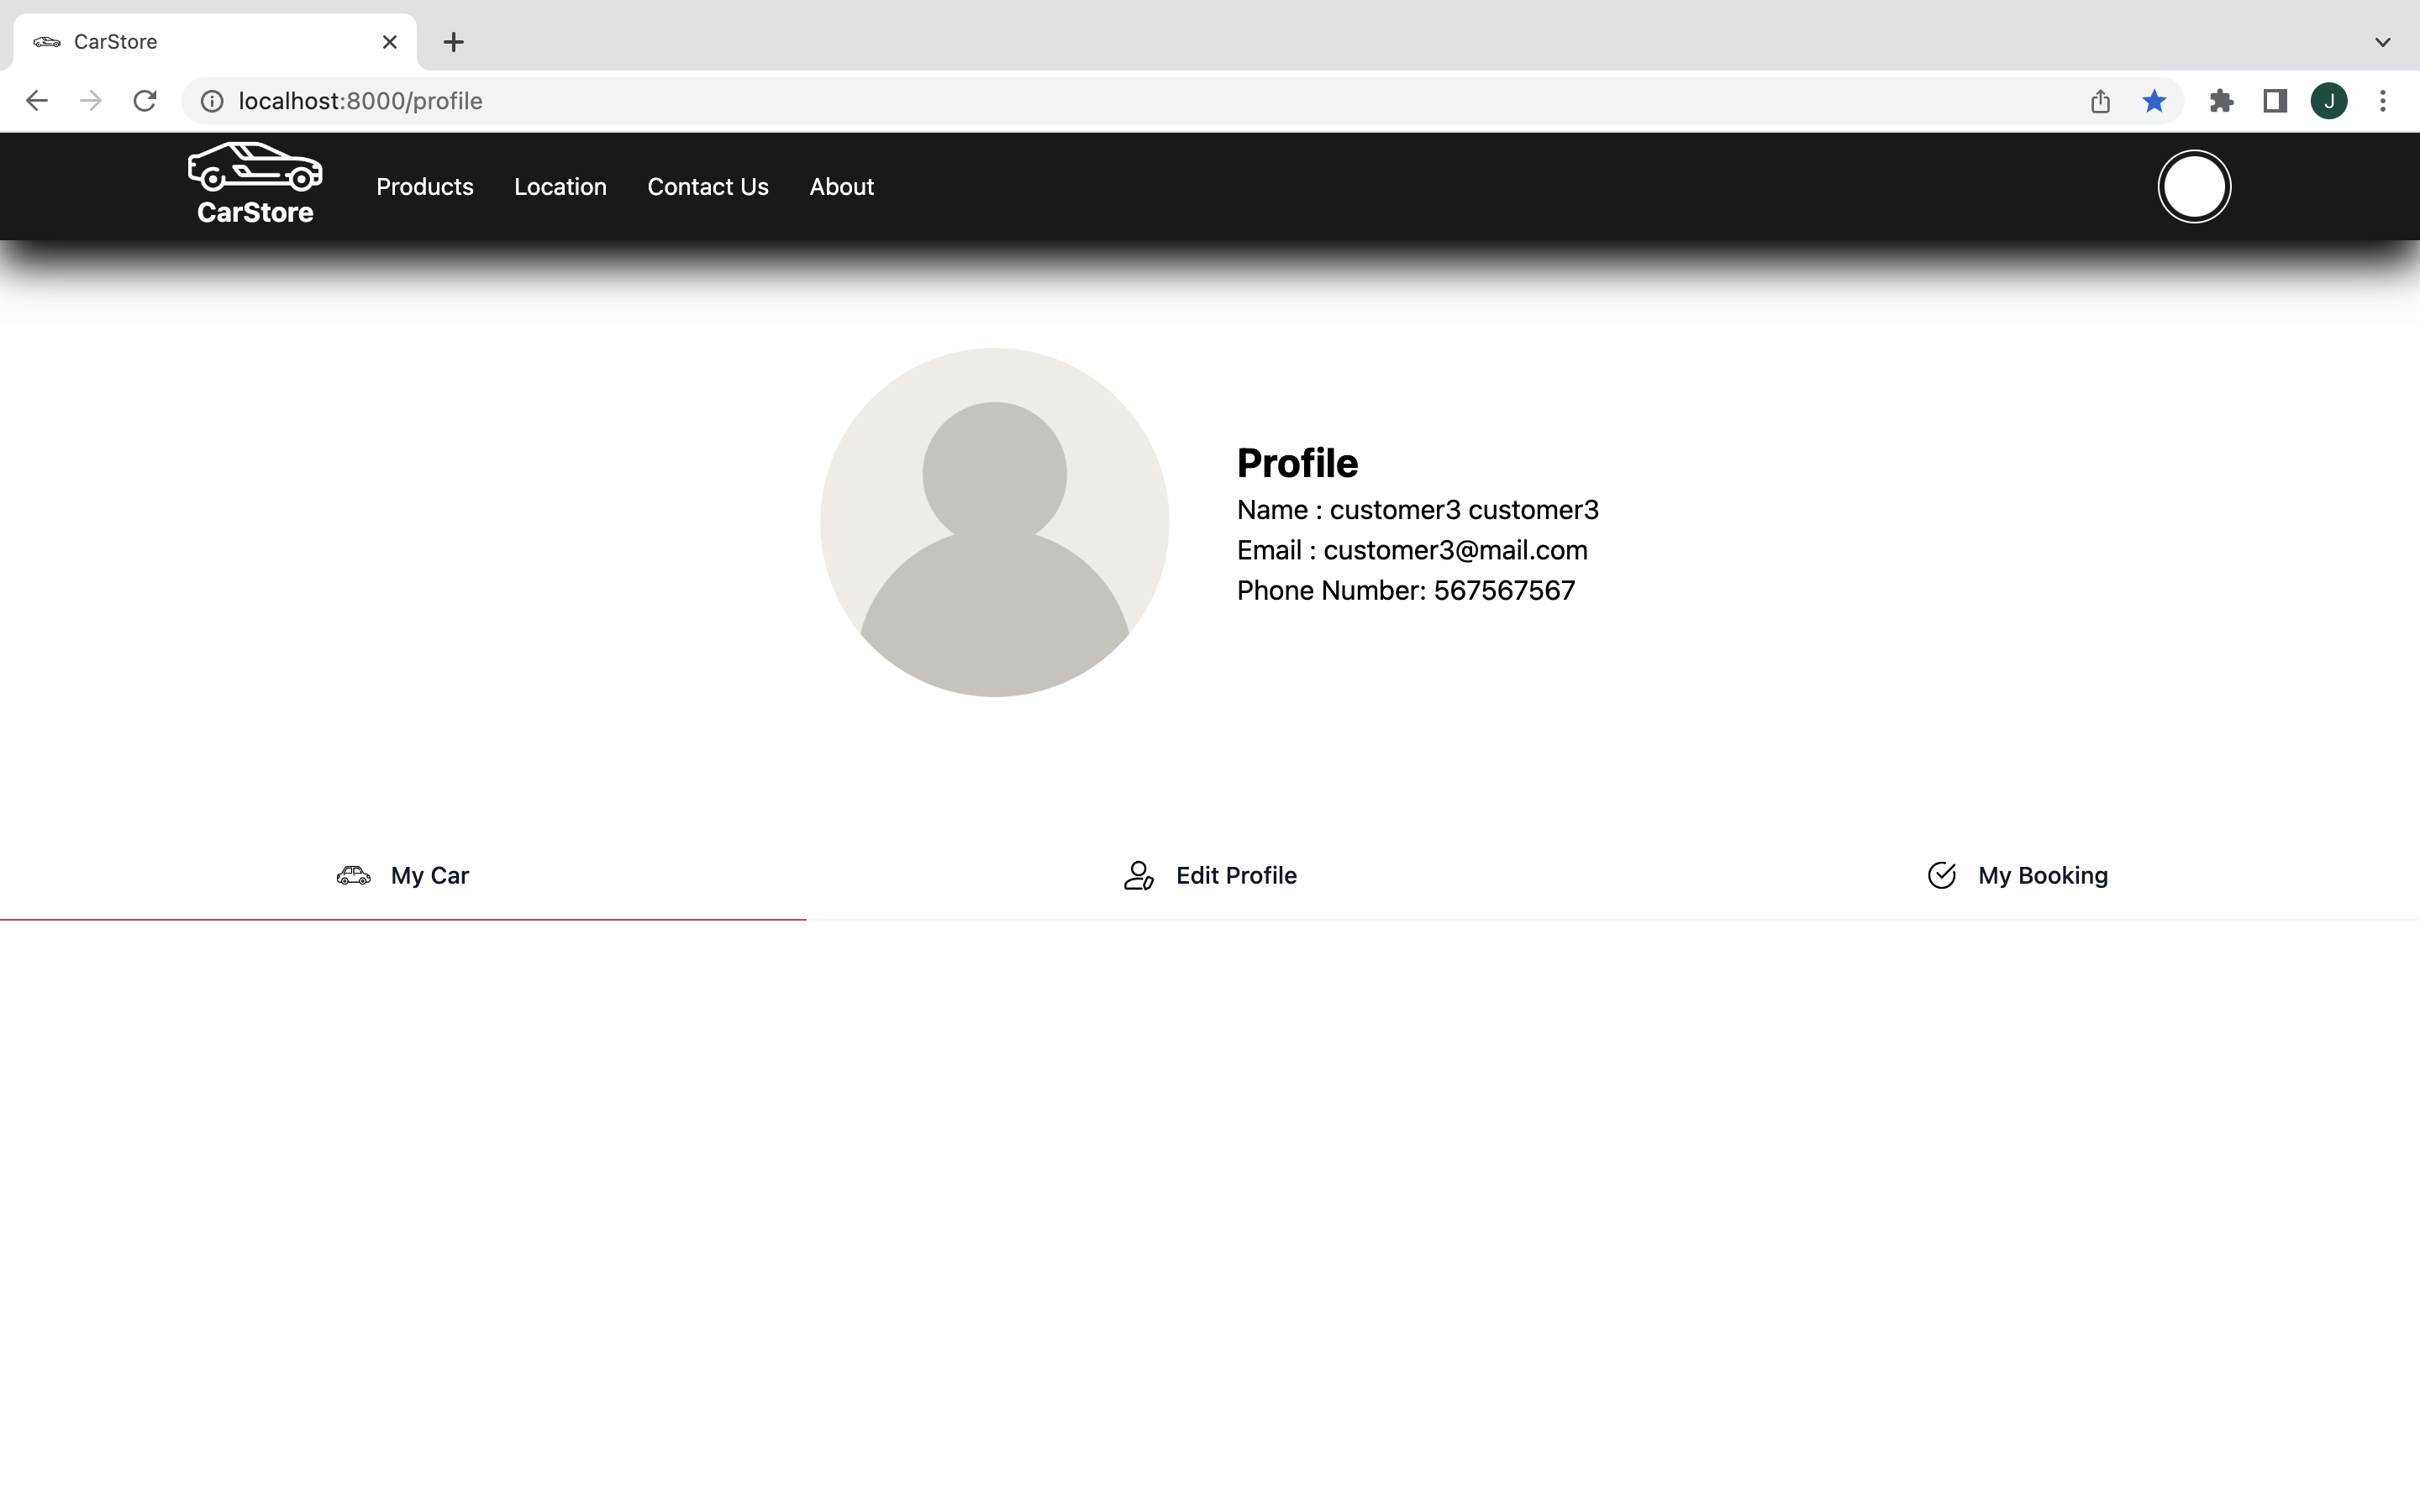 CarStore
localhost:8000/profile
J
CarStore
Products
Location
Contact Us
About
Profile
Name : customer3 customer3
Email : customer3@mail.com
Phone Number: 567567567
My Car
Edit Profile
My Booking